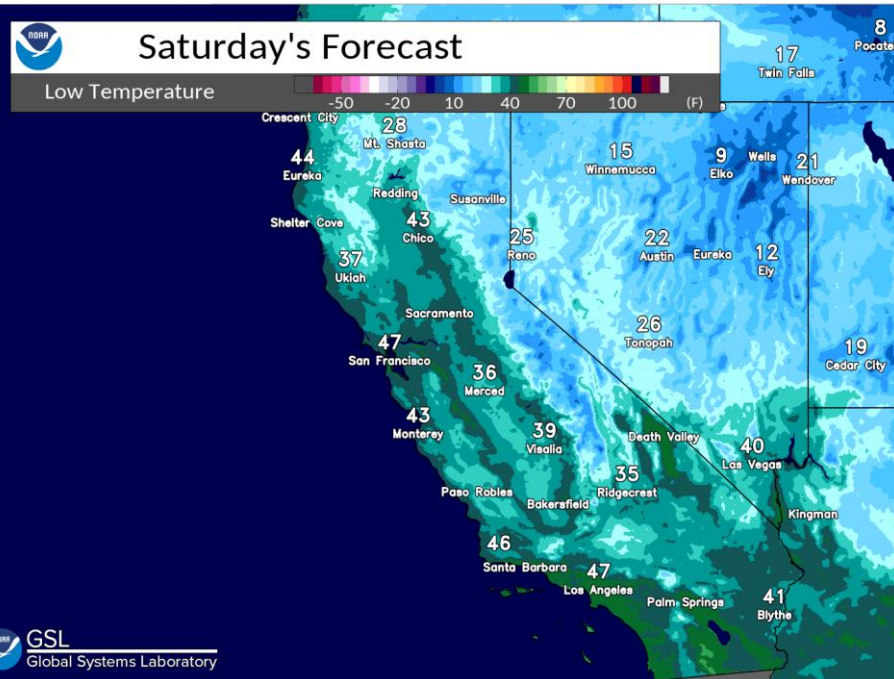 NOAA
Saturday's Forecast
Low Temperature
-50 -20 10 40 70 100 (F)
8
Pocate
17
Twin Falls
Crescent City
28
Mt. Shasta
44
Eureka
15
Winnemucca
9
Elko
Wells
21
Wendover
Redding
Susanville
Shelter Cove
43
Chico
25
Reno
22
Austin
Eureka
12
Ely
37
Ukiah
Sacramento
26
Tonopah
47
San Francisco
19
Cedar City
36
Merced
43
Monterey
39
Visalia
Death Valley
40
Las Vegas
35
Ridgecrest
Paso Robles
Bakersfield
Kingman
46
Santa Barbara
47
Los Angeles
Palm Springs
41
Blythe
NOAA
GSL
Global Systems Laboratory